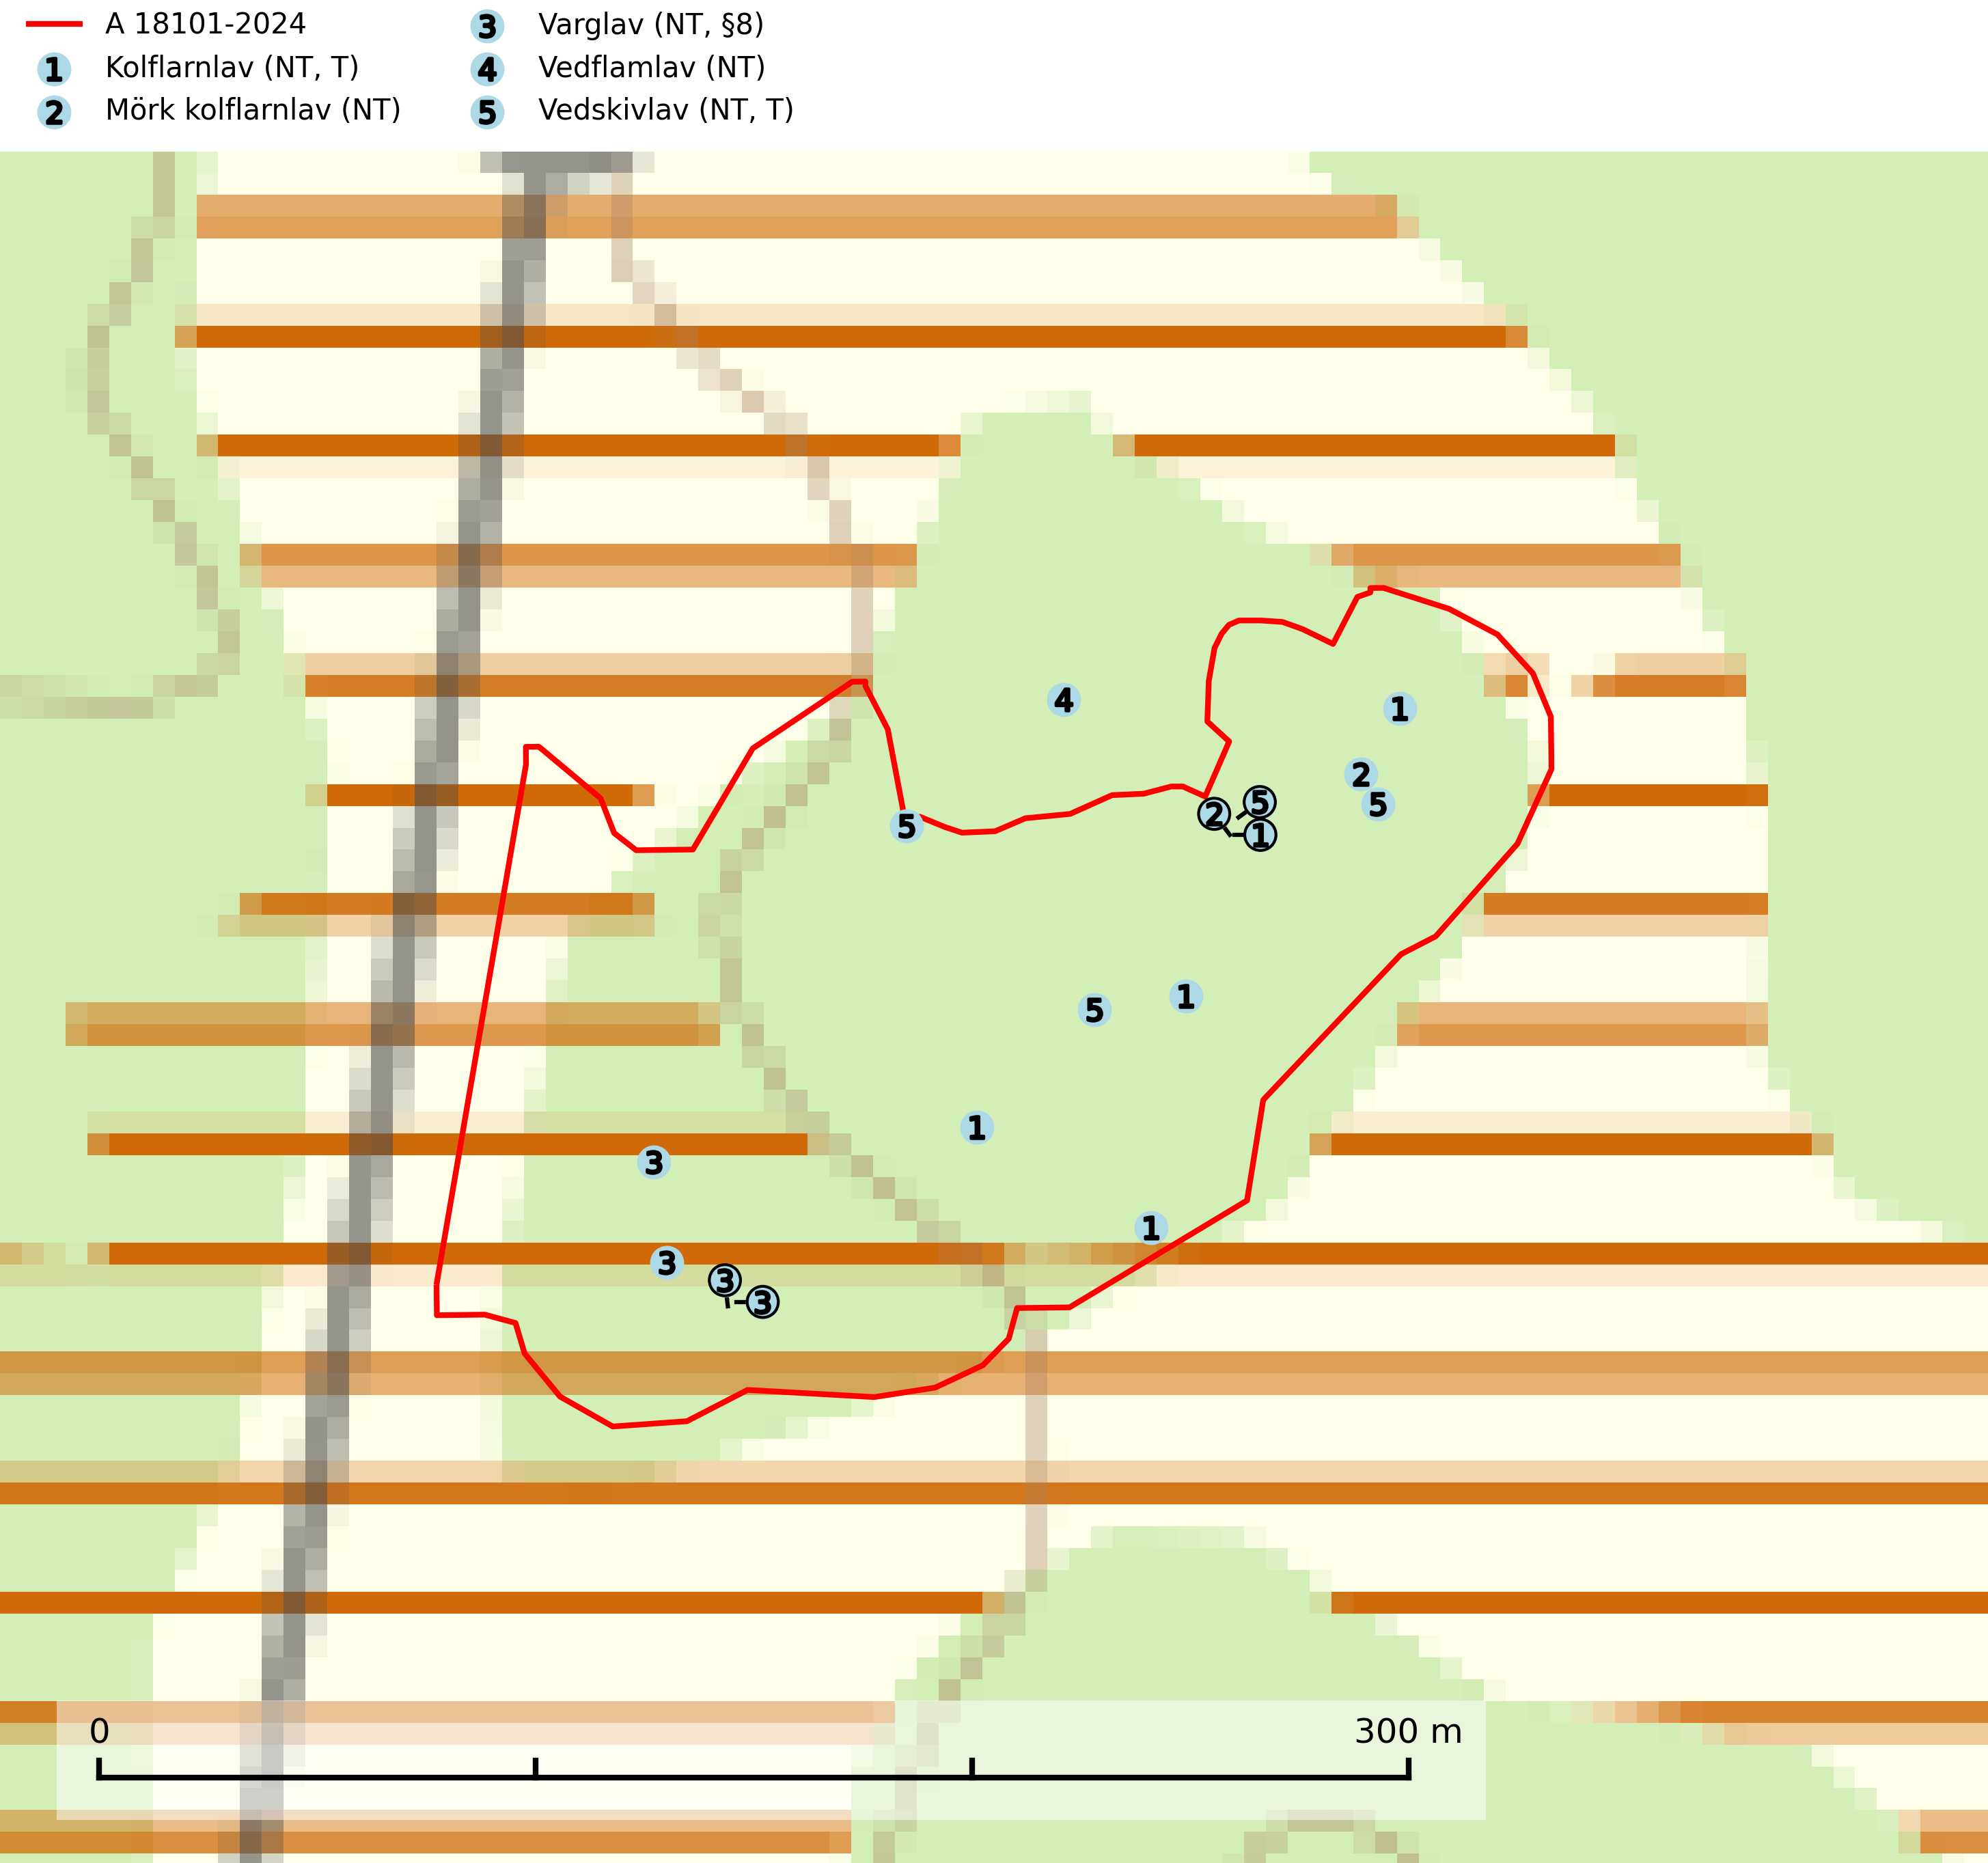 A 18101-2024
1 Kolflarnlav (NT, T)
2 Mörk kolflarnlav (NT)
3 Varglav (NT, §8)
4 Vedflamlav (NT)
5 Vedskivlav (NT, T)
4
1
2
5
5
2
5
1
1
5
1
3
1
3
3
3
0
300 m